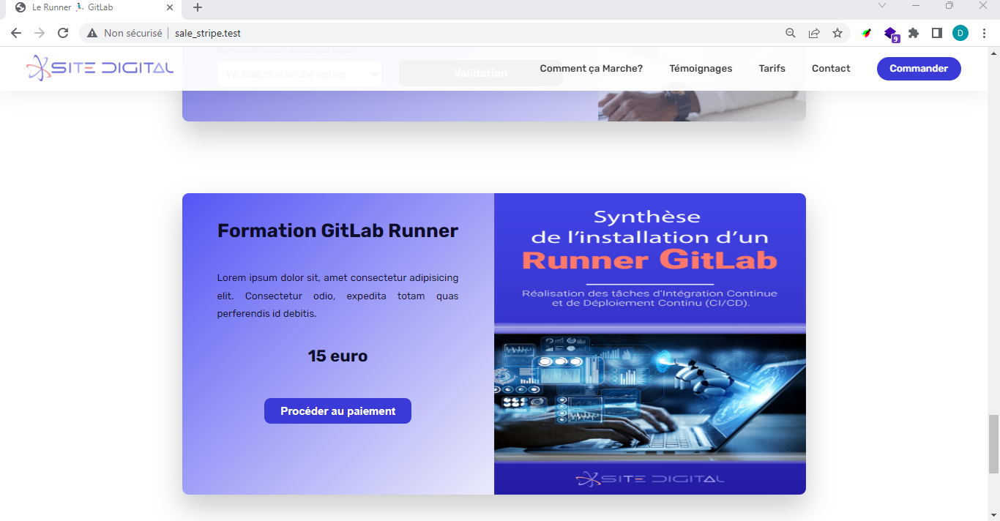 Le Runner GitLab
Non sécurisé
sale_stripe.test
9
D
Comment nous connaissez vous?
SITE DIGITAL
Veuillez choisir une option
Validation
Comment ça Marche?
Témoignages
Tarifs
Contact
Commander
Formation GitLab Runner
Lorem ipsum dolor sit, amet consectetur adipisicing
elit. Consectetur odio, expedita totam quas
perferendis id debitis.
15 euro
Procéder au paiement
Synthèse
de l'installation d'un
Runner GitLab
Réalisation des tâches d'Intégration Continue
et de Déploiement Continu (CI/CD).
SITE DIGITAL